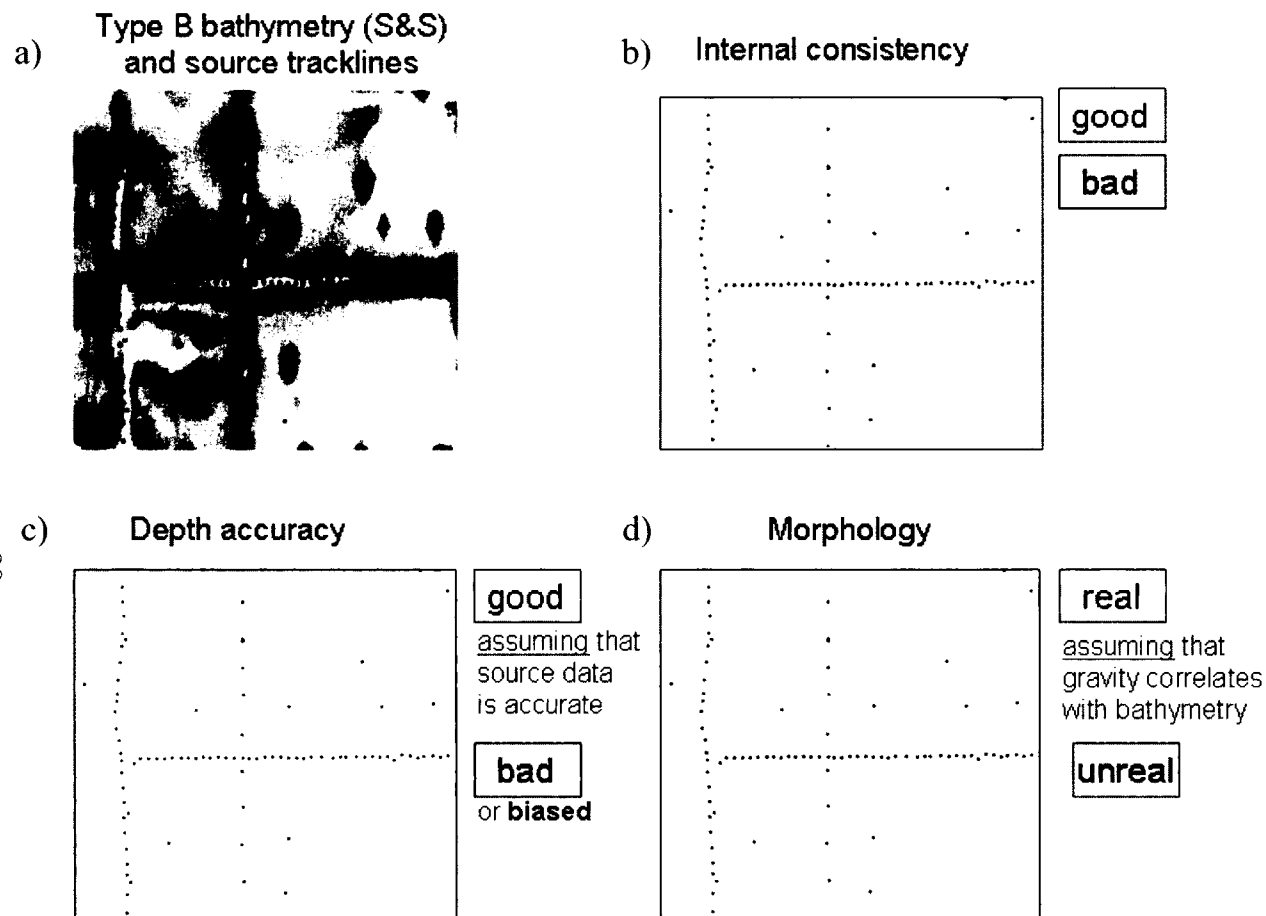 a)
Type B bathymetry (S&S)
and source tracklines
b)
Internal consistency
good
bad
c)
Depth accuracy
good
assuming that
source data
is accurate
bad
or biased
d)
Morphology
real
assuming that
gravity correlates
with bathymetry
unreal